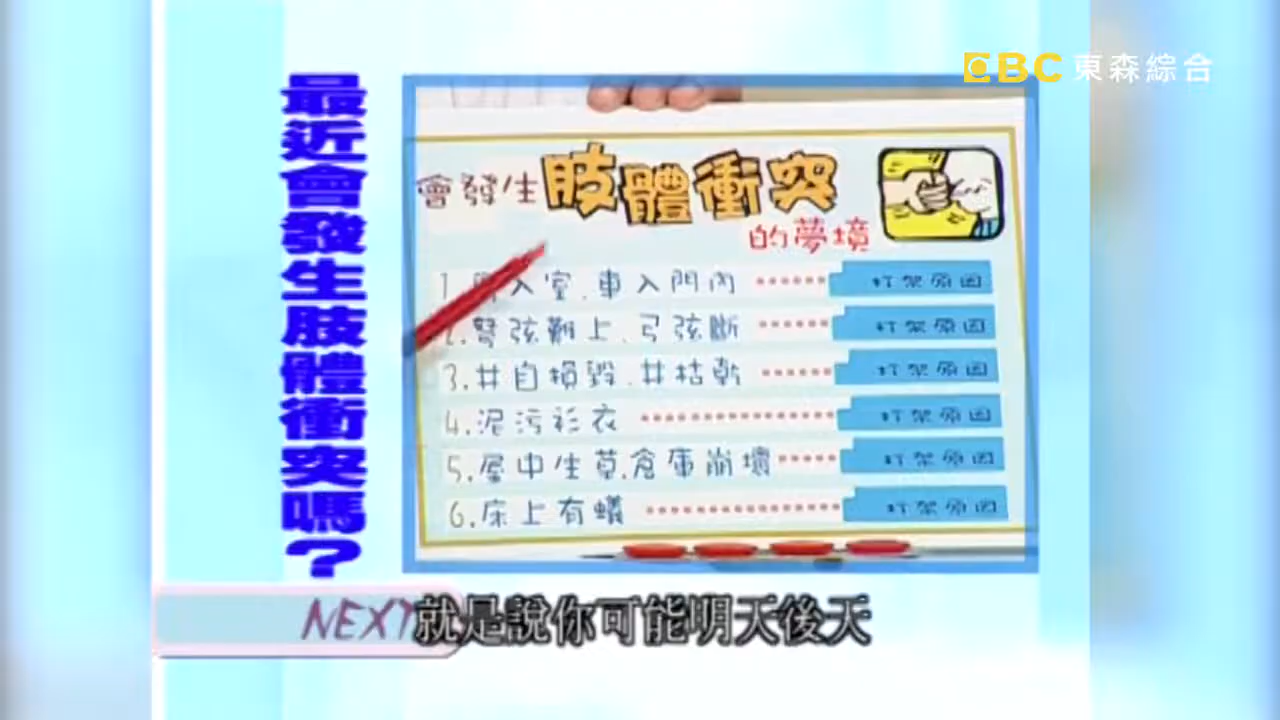 EBC 東森綜合
最近會發生肢體衝突嗎?
會發生肢體衝突
的夢境
1. 入室.車入門內 打架原因
2.弩弦難上.弓弦斷 打架原因
3.井自損毀.井枯乾 打架原因
4.泥污衫衣 打架原因
5.屋中生草.倉庫崩壞 打架原因
6.床上有蟻 打架原因
NEXT
就是說你可能明天後天